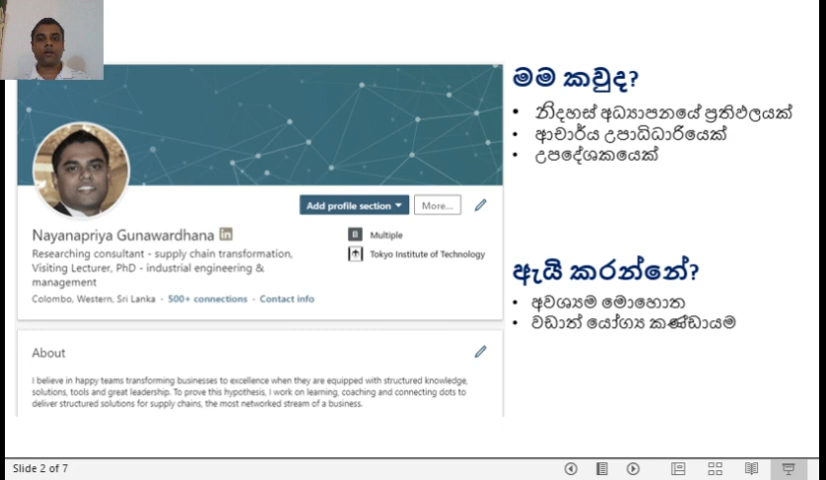 මම කවුද?
• නිදහස් අධ්‍යාපනයේ ප්‍රතිඵලයක්
• ආචාර්ය උපාධිධාරියෙක්
• උපදේශකයෙක්
Add profile section
More...
Nayanapriya Gunawardhana in
Researching consultant - supply chain transformation,
Visiting Lecturer, PhD - industrial engineering &
management
Colombo, Western, Sri Lanka · 500+ connections · Contact info
Multiple
Tokyo Institute of Technology
ඇයි කරන්නේ?
• අවශ්‍යම මොහොත
• වඩාත් යෝග්‍ය කණ්ඩායම
About
I believe in happy teams transforming businesses to excellence when they are equipped with structured knowledge,
solutions, tools and great leadership. To prove this hypothesis, I work on learning, coaching and connecting dots to
deliver structured solutions for supply chains, the most networked stream of a business.
Slide 2 of 7